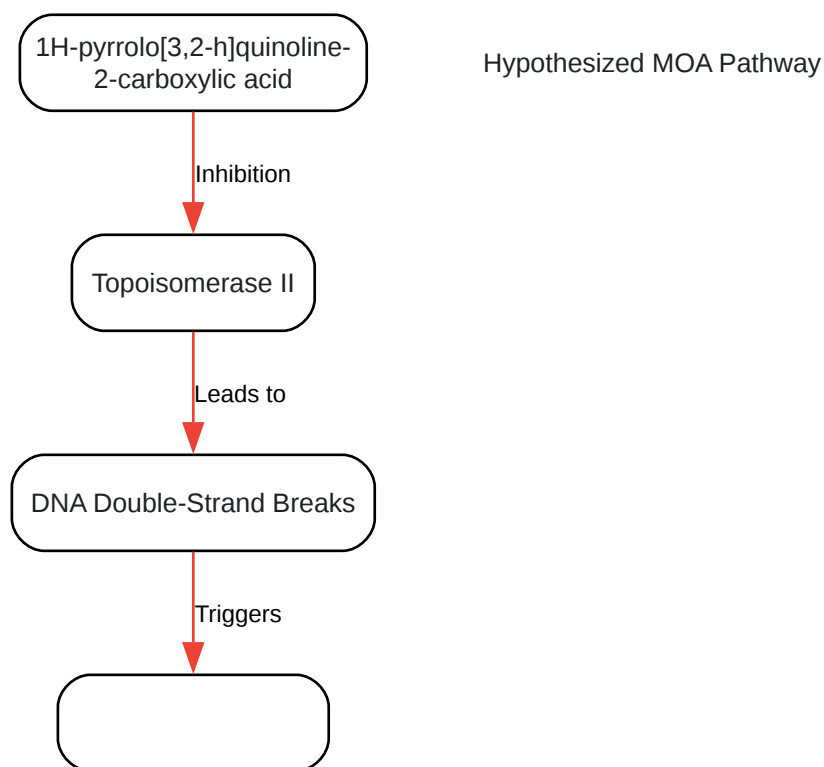 1H-pyrrolo[3,2-h]quinoline-
2-carboxylic acid
Hypothesized MOA Pathway
Inhibition
Topoisomerase II
Leads to
DNA Double-Strand Breaks
Triggers